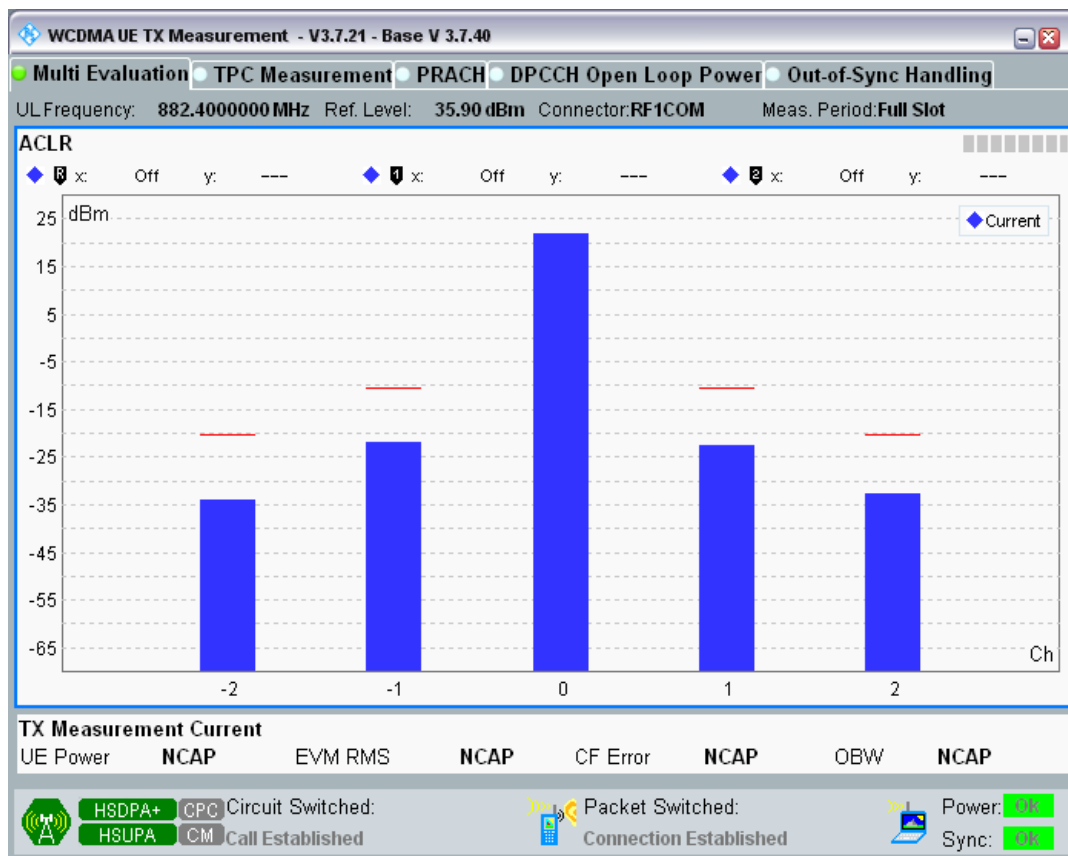 WCDMA UE TX Measurement - V3.7.21 - Base V 3.7.40
Multi Evaluation TPC Measurement PRACH DPCCH Open Loop Power Out-of-Sync Handling
UL Frequency: 882.4000000 MHz Ref. Level: 35.90 dBm Connector:RF1COM Meas. Period:Full Slot
ACLR
R x: Off y: --- 1 x: Off y: --- 2 x: Off y: ---
dBm
Current
25
15
5
-5
-15
-25
-35
-45
-55
-65
Ch
-2 -1 0 1 2
TX Measurement Current
UE Power NCAP EVM RMS NCAP CF Error NCAP OBW NCAP
HSDPA+ CPC Circuit Switched: Packet Switched: Power: OK
HSUPA CM Call Established Connection Established Sync: OK